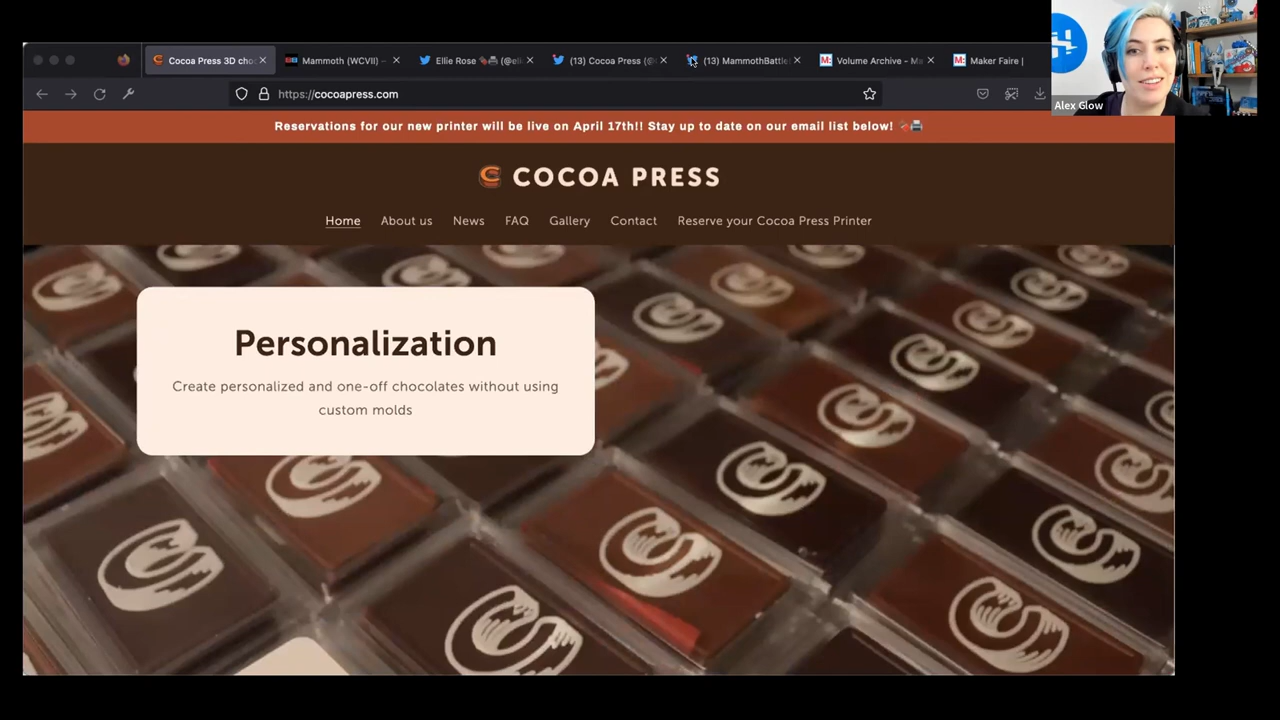 Cocoa Press 3D cho
Mammoth (WCVII) -
Ellie Rose
(13) Cocoa Press (@
(13) MammothBattle
Volume Archive - Ma
Maker Faire |
https://cocoapress.com
Alex Glow
Reservations for our new printer will be live on April 17th!! Stay up to date on our email list below!
COCOA PRESS
Home About us News FAQ Gallery Contact Reserve your Cocoa Press Printer
Personalization
Create personalized and one-off chocolates without using
custom molds